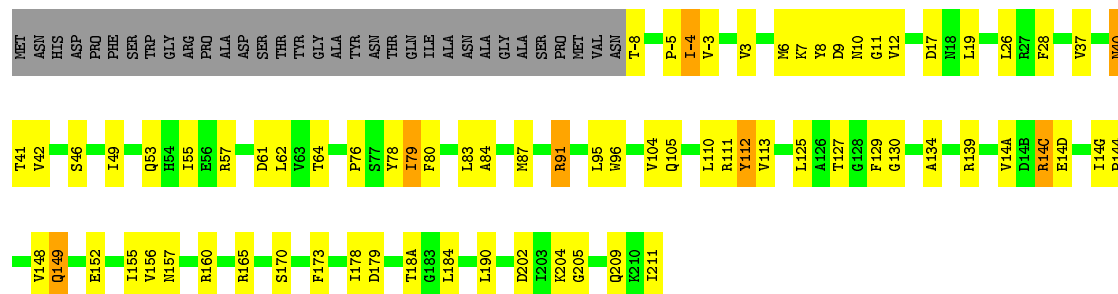 MET
ASN
HIS
ASP
PRO
PHE
SER
TRP
GLY
ARG
PRO
ALA
ASP
SER
THR
TYR
GLY
ALA
TYR
ASN
THR
GLN
ILE
ALA
ASN
ALA
GLY
ALA
SER
PRO
MET
VAL
ASN
T-8
P-5
I-4
V-3
V3
M6
K7
Y8
D9
N10
G11
V12
D17
N18
L19
L26
R27
F28
V37
T41
V42
S46
I49
Q53
H54
I55
E56
R57
D61
L62
V63
T64
P76
S77
Y78
I79
F80
L83
A84
M87
R91
L95
W96
V104
Q105
L110
R111
Y112
V113
L125
A126
T127
G128
F129
G130
A134
R139
V14A
D14B
R14C
E14D
I14G
V148
Q149
E152
I155
V156
N157
R160
R165
S170
F173
I178
D179
T18A
G183
L184
L190
D202
I203
K204
G205
Q209
K210
I211